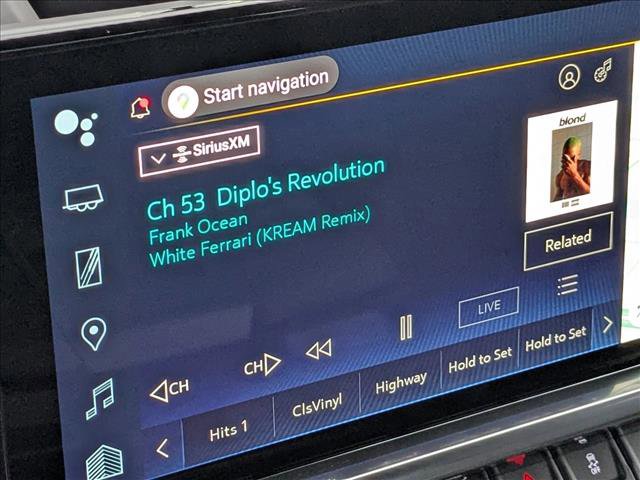 Start navigation
SiriusXM
Ch 53 Diplo's Revolution
Frank Ocean
White Ferrari (KREAM Remix)
blond
Related
LIVE
CH
CH
Hits 1
ClsVinyl
Highway
Hold to Set
Hold to Set